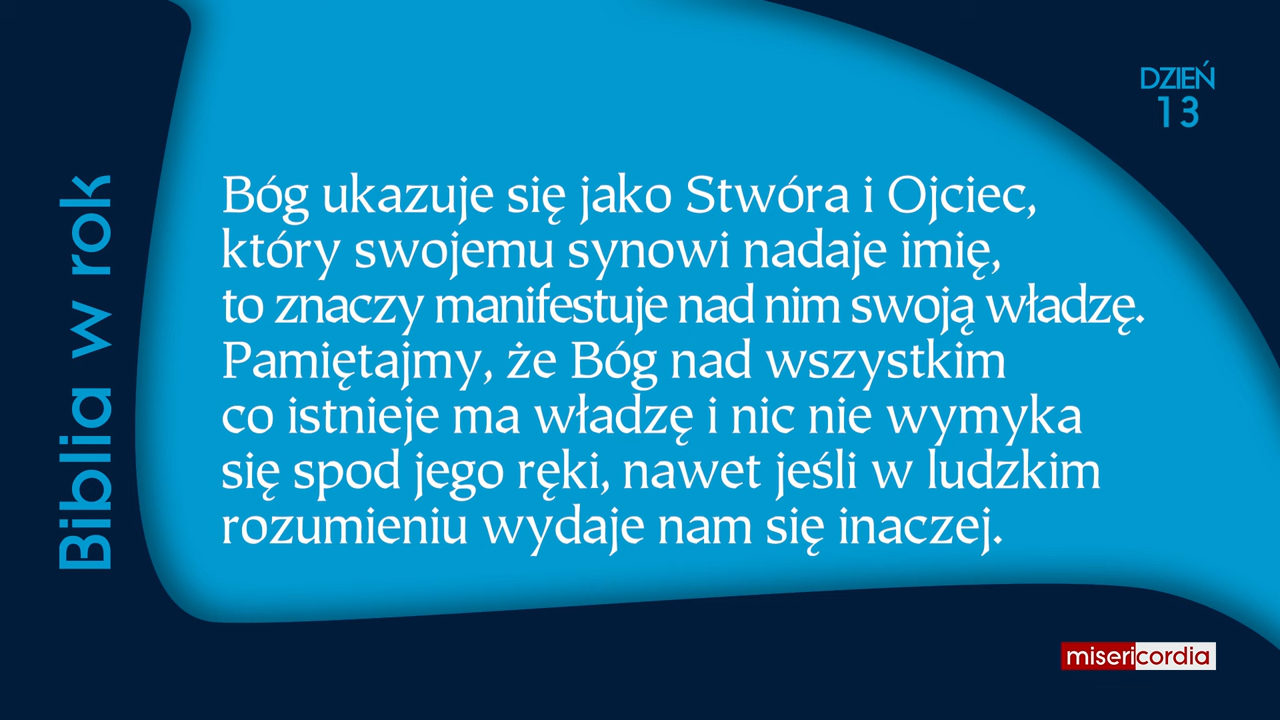 DZIEŃ
13
Biblia w rok
Bóg ukazuje się jako Stwóra i Ojciec,
który swojemu synowi nadaje imię,
to znaczy manifestuje nad nim swoją władzę.
Pamiętajmy, że Bóg nad wszystkim
co istnieje ma władzę i nic nie wymyka
się spod jego ręki, nawet jeśli w ludzkim
rozumieniu wydaje nam się inaczej.
misericordia